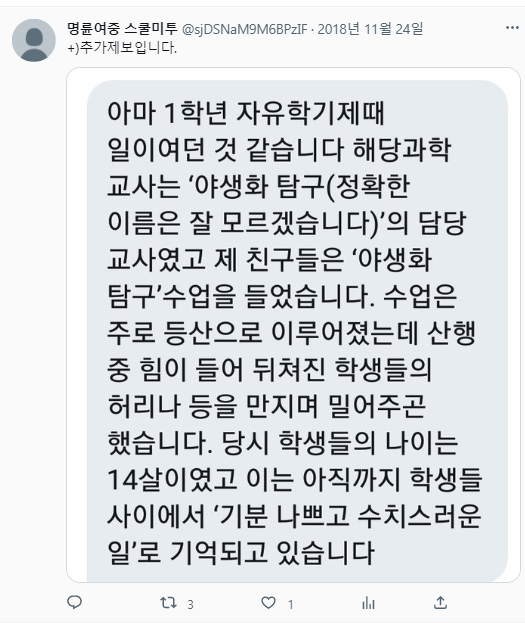 명륜여중 스쿨미투 @sjDSNaM9M6BPzIF · 2018년 11월 24일
+)추가제보입니다.
아마 1학년 자유학기제때
일이여던 것 같습니다 해당과학
교사는 ‘야생화 탐구(정확한
이름은 잘 모르겠습니다)’의 담당
교사였고 제 친구들은 ‘야생화
탐구’수업을 들었습니다. 수업은
주로 등산으로 이루어졌는데 산행
중 힘이 들어 뒤쳐진 학생들의
허리나 등을 만지며 밀어주곤
했습니다. 당시 학생들의 나이는
14살이였고 이는 아직까지 학생들
사이에서 ‘기분 나쁘고 수치스러운
일’로 기억되고 있습니다
3 1